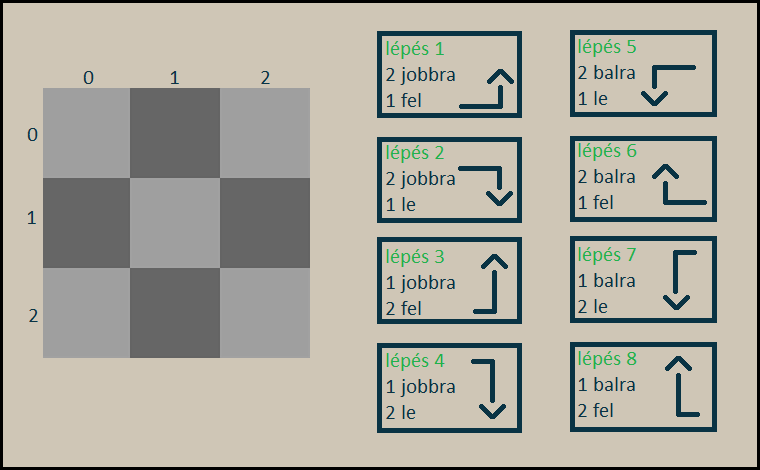 0 1 2
0
1
2
lépés 1
2 jobbra
1 fel
lépés 2
2 jobbra
1 le
lépés 3
1 jobbra
2 fel
lépés 4
1 jobbra
2 le
lépés 5
2 balra
1 le
lépés 6
2 balra
1 fel
lépés 7
1 balra
2 le
lépés 8
1 balra
2 fel